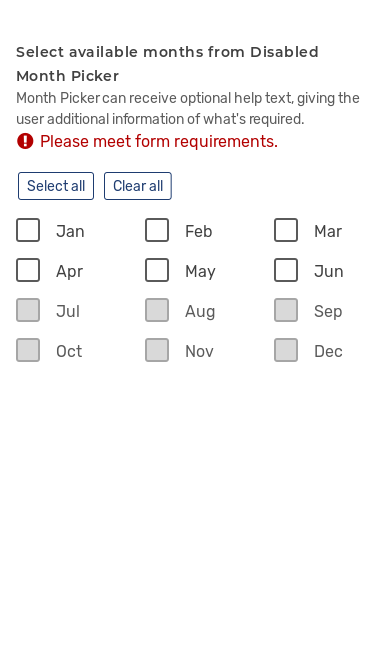 Select available months from Disabled
Month Picker
Month Picker can receive optional help text, giving the
user additional information of what's required.
Please meet form requirements.
Select all Clear all
Jan Feb Mar
Apr May Jun
Jul Aug Sep
Oct Nov Dec